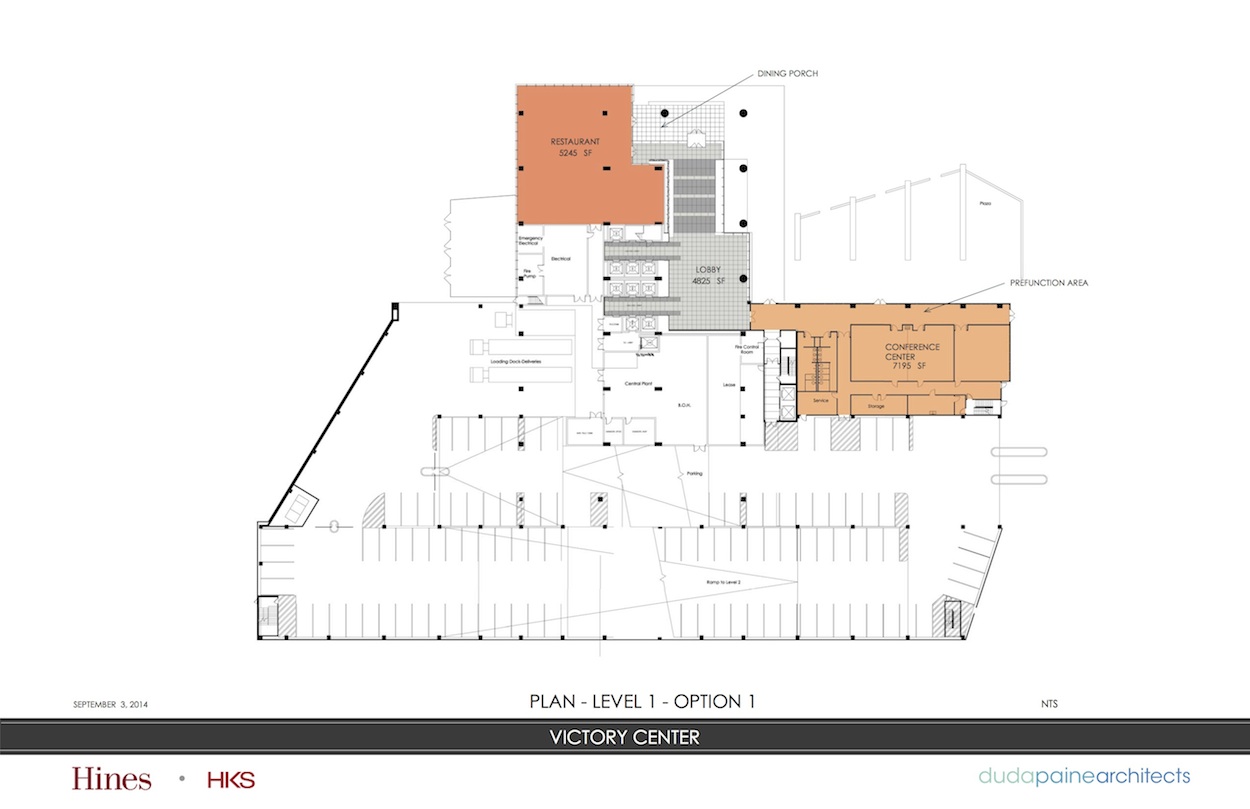 DINING PORCH
RESTAURANT
5245 SF
Plaza
Emergency
Electrical
Electrical
Fire
Pump
LOBBY
4825 SF
PREFUNCTION AREA
CONFERENCE
CENTER
7195 SF
Fire Control
Room
Loading Dock-Deliveries
Central Plant
Lease
B.O.H.
Service
Storage
Parking
Ramp to Level 2
SEPTEMBER 3, 2014
PLAN - LEVEL 1 - OPTION 1
NTS
VICTORY CENTER
Hines • HKS
dudapainearchitects